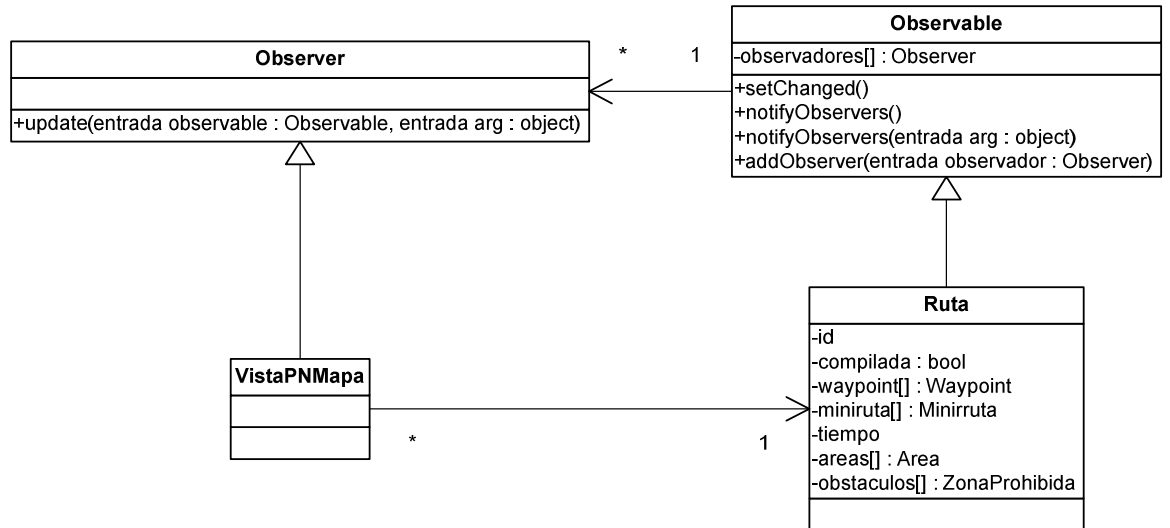 Observer
+update(entrada observable : Observable, entrada arg : object)
*
1
Observable
-observadores[] : Observer
+setChanged()
+notifyObservers()
+notifyObservers(entrada arg : object)
+addObserver(entrada observador : Observer)
VistaPNMapa
*
1
Ruta
-id
-compilada : bool
-waypoint[] : Waypoint
-miniruta[] : Minirruta
-tiempo
-areas[] : Area
-obstaculos[] : ZonaProhibida